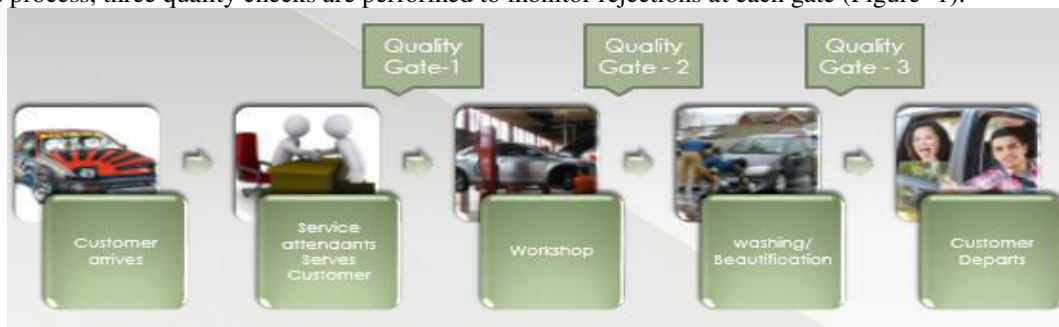 process, three quality checks are performed to monitor rejections at each gate (Figure -1).
Quality
Gate-1
Quality
Gate - 2
Quality
Gate - 3
Customer
arrives
Service
attendants
Serves
Customer
Workshop
washing/
Beautification
Customer
Departs